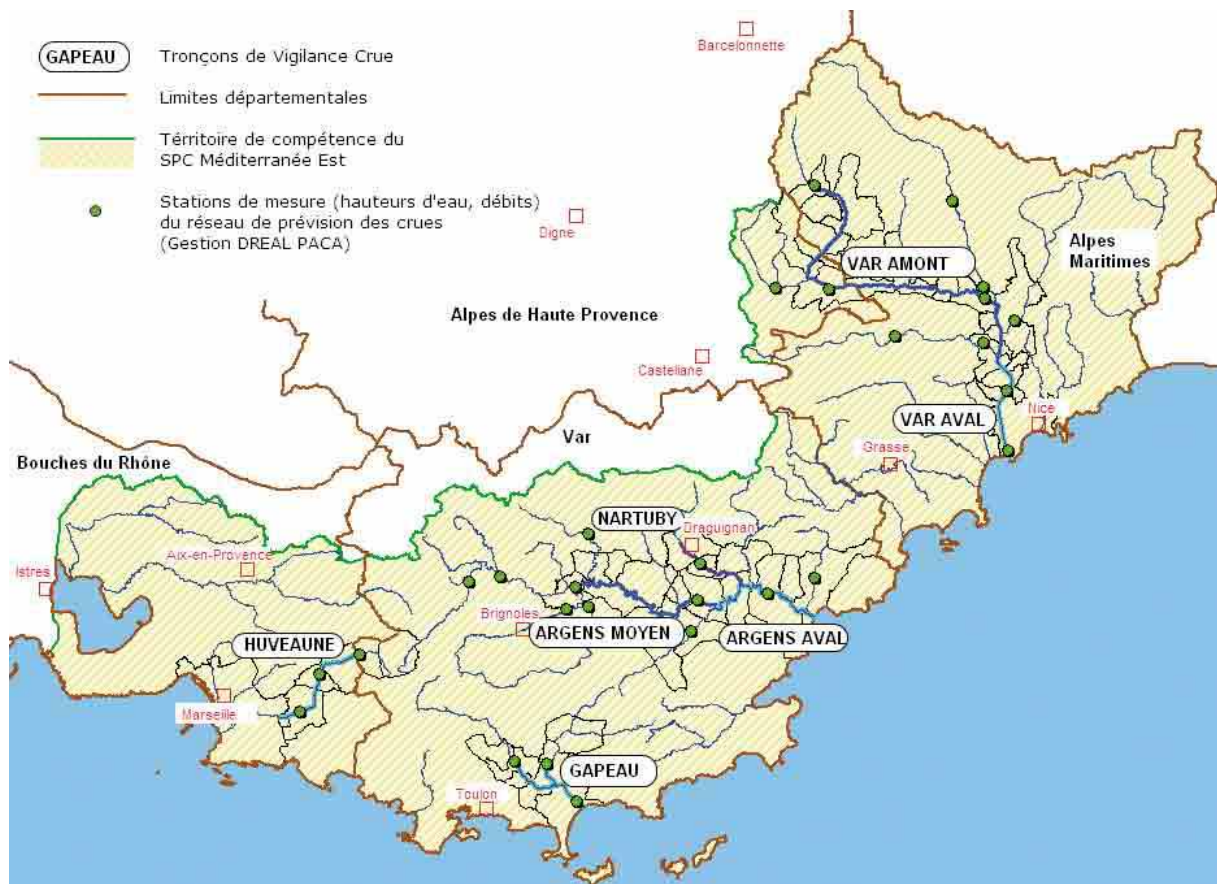 GAPEAU
Tronçons de Vigilance Crue
Limites départementales
Térritoire de compétence du
SPC Méditerranée Est
Stations de mesure (hauteurs d'eau, débits)
du réseau de prévision des crues
(Gestion DREAL PACA)
Barcelonnette
Digne
Alpes
Maritimes
VAR AMONT
Alpes de Haute Provence
Castellane
VAR AVAL
Nice
Var
Grasse
Bouches du Rhône
NARTUBY
Draguignan
Aix-en-Provence
Istres
Brignoles
ARGENS MOYEN
ARGENS AVAL
HUVEAUNE
Marseille
GAPEAU
Toulon